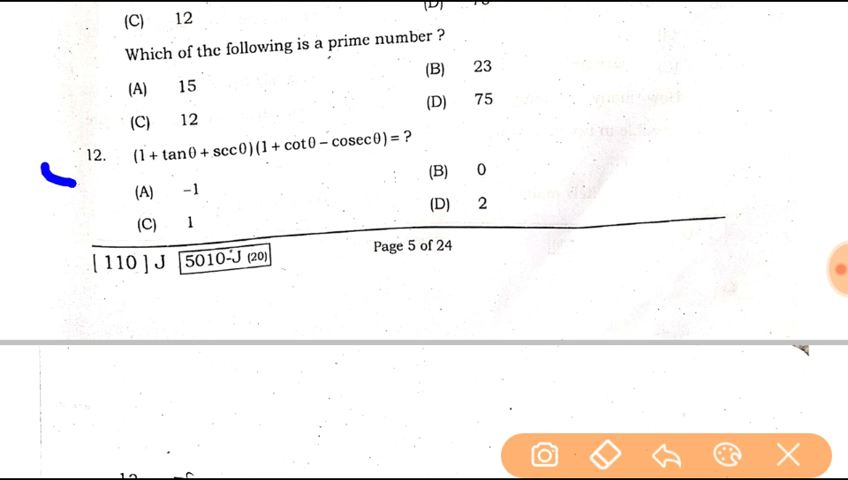 (C) 12 (D)
Which of the following is a prime number ?
(A) 15 (B) 23
(C) 12 (D) 75
12. (1 + tanθ + secθ)(1 + cotθ – cosecθ) = ?
(A) –1 (B) 0
(C) 1 (D) 2
[ 110 ] J 5010-J (20) Page 5 of 24